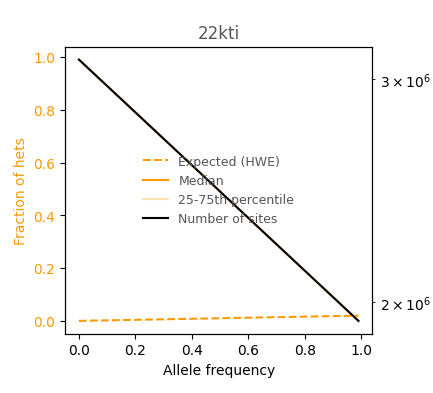 22kti
1.0
0.8
0.6
0.4
0.2
0.0
Fraction of hets
3 × 10⁶
2 × 10⁶
Expected (HWE)
Median
25-75th percentile
Number of sites
0.0 0.2 0.4 0.6 0.8 1.0
Allele frequency